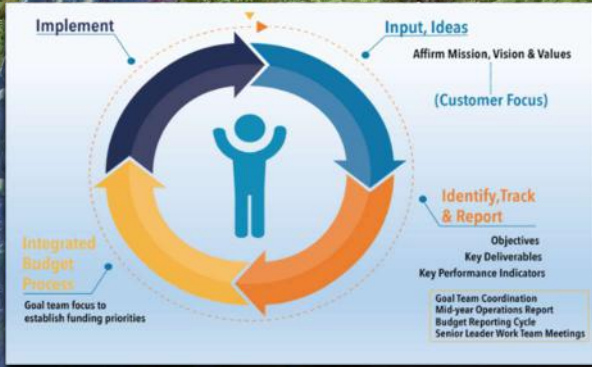 Implement
Input, Ideas
Affirm Mission, Vision & Values
(Customer Focus)
Identify,Track
& Report
Objectives
Key Deliverables
Key Performance Indicators
Goal Team Coordination
Mid-year Operations Report
Budget Reporting Cycle
Senior Leader Work Team Meetings
Integrated
Budget
Process
Goal team focus to
establish funding priorities